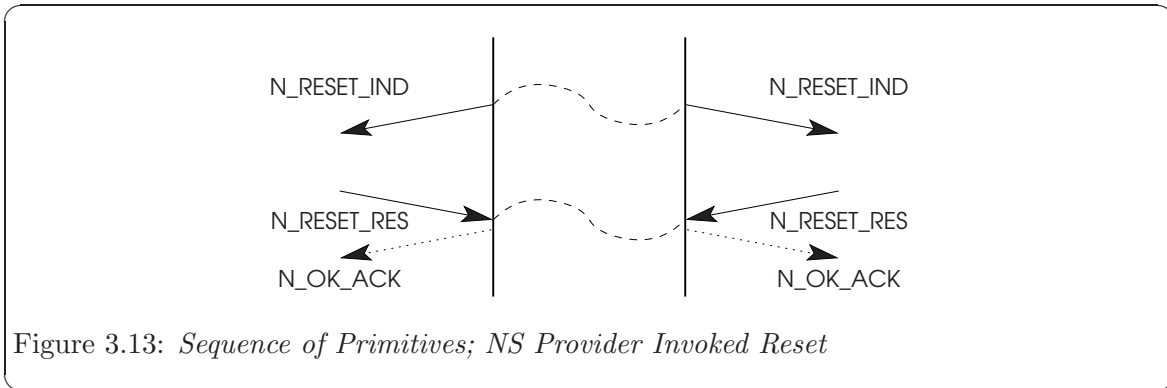 N_RESET_IND N_RESET_IND
N_RESET_RES N_RESET_RES
N_OK_ACK N_OK_ACK
Figure 3.13: Sequence of Primitives; NS Provider Invoked Reset